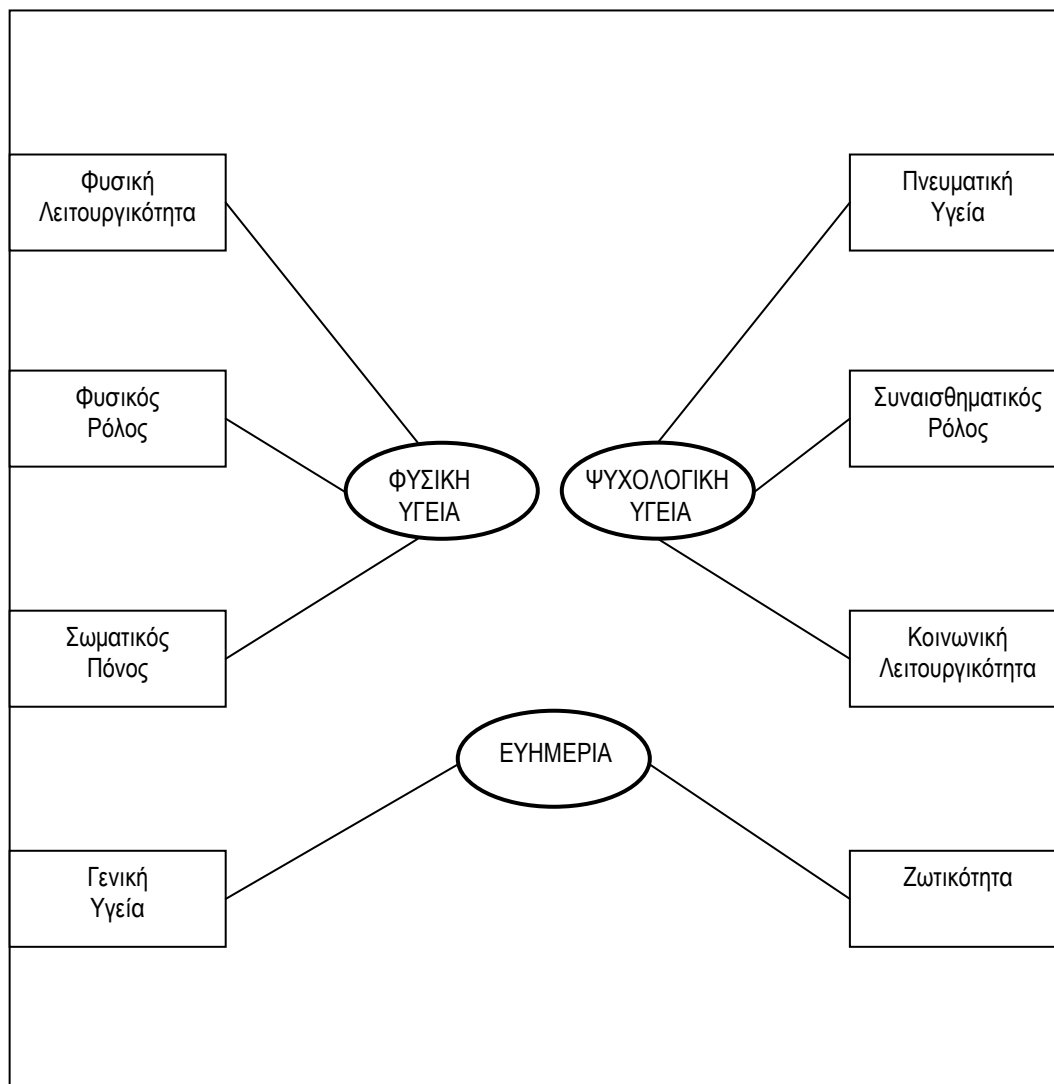 Φυσική
Λειτουργικότητα
Πνευματική
Υγεία
Φυσικός
Ρόλος
Συναισθηματικός
Ρόλος
ΦΥΣΙΚΗ
ΥΓΕΙΑ
ΨΥΧΟΛΟΓΙΚΗ
ΥΓΕΙΑ
Σωματικός
Πόνος
Κοινωνική
Λειτουργικότητα
ΕΥΗΜΕΡΙΑ
Γενική
Υγεία
Ζωτικότητα